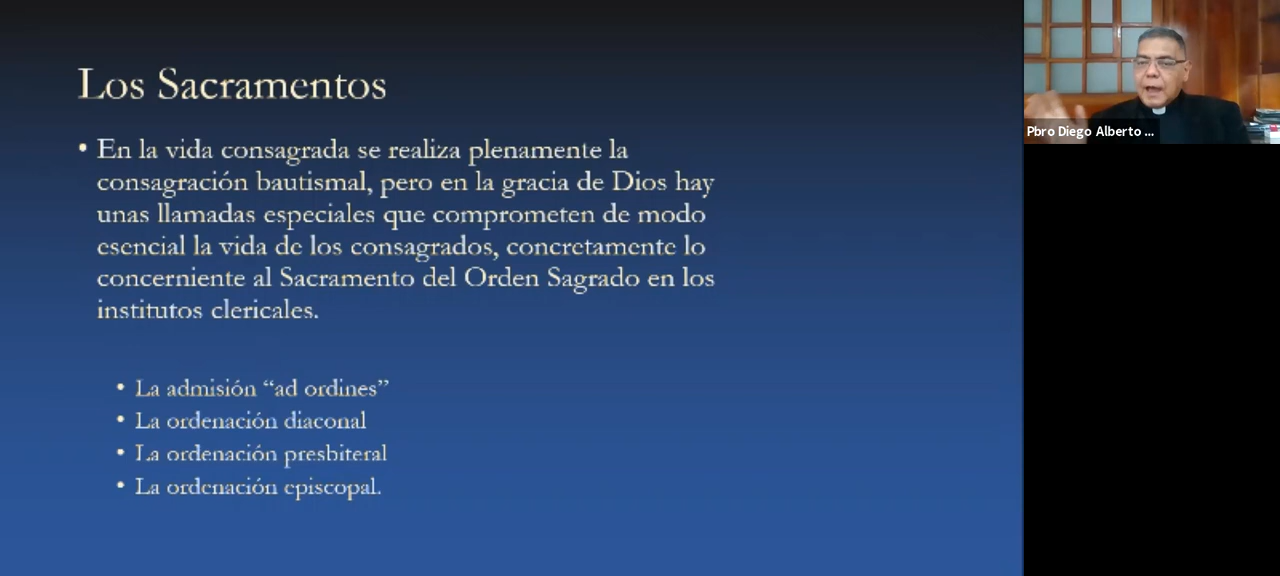 Los Sacramentos
• En la vida consagrada se realiza plenamente la
consagración bautismal, pero en la gracia de Dios hay
unas llamadas especiales que comprometen de modo
esencial la vida de los consagrados, concretamente lo
concerniente al Sacramento del Orden Sagrado en los
institutos clericales.
• La admisión “ad ordines”
• La ordenación diaconal
• La ordenación presbiteral
• La ordenación episcopal.
Pbro Diego Alberto ...